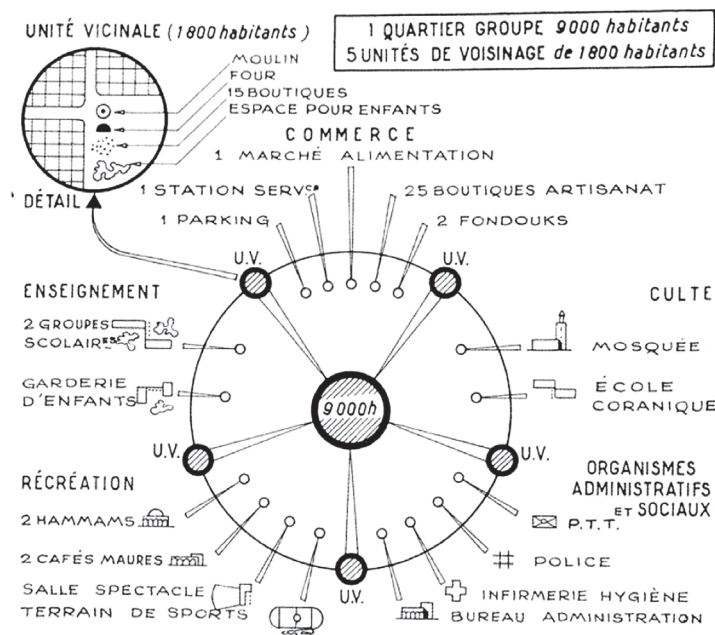 UNITÉ VICINALE (1800 habitants)
1 QUARTIER GROUPE 9000 habitants
5 UNITÉS DE VOISINAGE de 1800 habitants
MOULIN
FOUR
15 BOUTIQUES
ESPACE POUR ENFANTS
DÉTAIL
COMMERCE
1 MARCHÉ ALIMENTATION
1 STATION SERVce
25 BOUTIQUES ARTISANAT
1 PARKING
2 FONDOUKS
U.V.
U.V.
ENSEIGNEMENT
2 GROUPES
SCOLAIRES
GARDERIE
D'ENFANTS
CULTE
MOSQUÉE
ÉCOLE
CORANIQUE
9000h
U.V.
U.V.
RÉCRÉATION
2 HAMMAMS
2 CAFÉS MAURES
SALLE SPECTACLE
TERRAIN DE SPORTS
U.V.
ORGANISMES
ADMINISTRATIFS
ET SOCIAUX
P.T.T.
POLICE
INFIRMERIE HYGIÈNE
BUREAU ADMINISTRATION